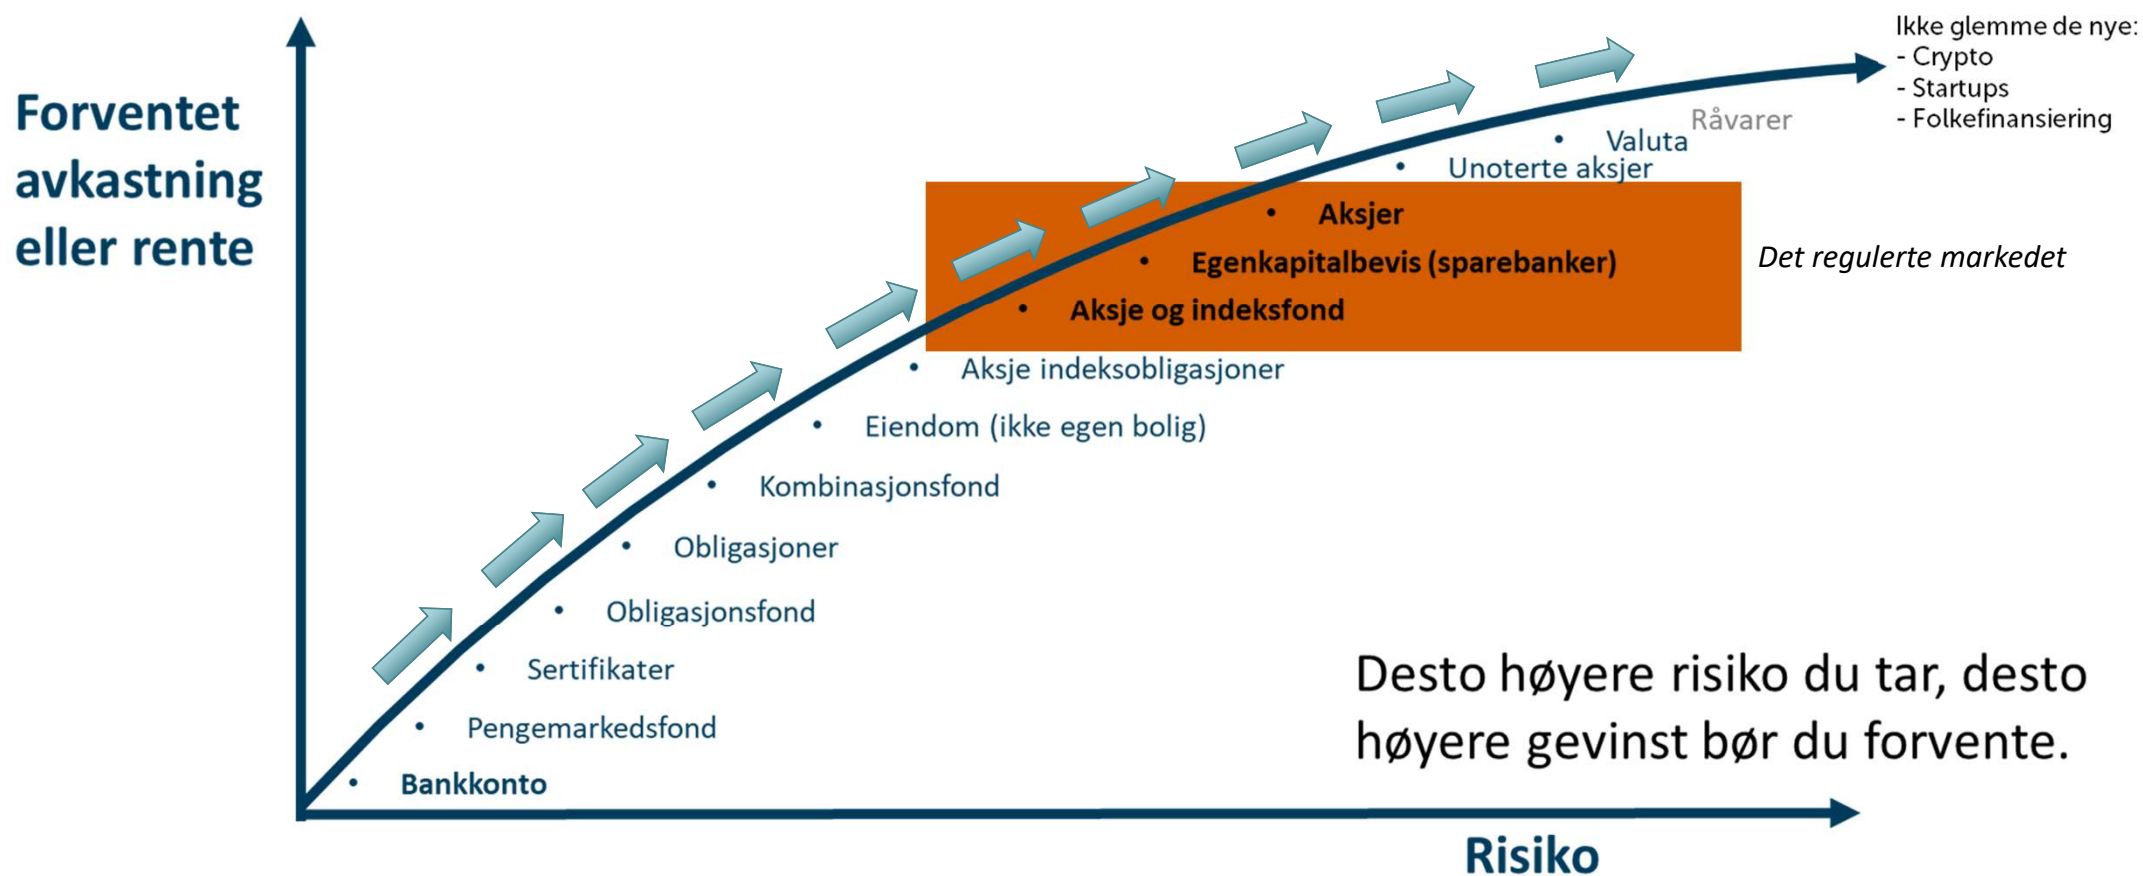 Ikke glemme de nye:
- Crypto
- Startups
- Folkefinansiering
Forventet
avkastning
eller rente
Råvarer
• Valuta
• Unoterte aksjer
• Aksjer
• Egenkapitalbevis (sparebanker)
Det regulerte markedet
• Aksje og indeksfond
• Aksje indeksobligasjoner
• Eiendom (ikke egen bolig)
• Kombinasjonsfond
• Obligasjoner
• Obligasjonsfond
• Sertifikater
• Pengemarkedsfond
• Bankkonto
Desto høyere risiko du tar, desto
høyere gevinst bør du forvente.
Risiko